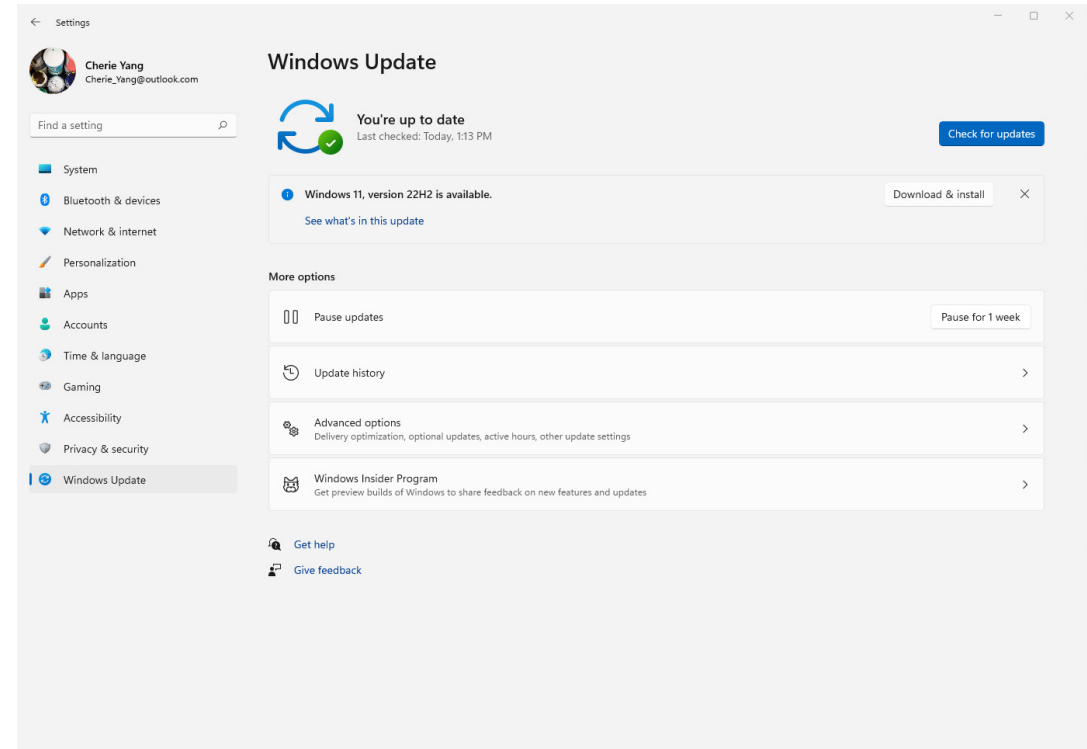 Settings
Cherie Yang
Cherie_Yang@outlook.com
Find a setting
System
Bluetooth & devices
Network & internet
Personalization
Apps
Accounts
Time & language
Gaming
Accessibility
Privacy & security
Windows Update
Windows Update
You're up to date
Last checked: Today, 1:13 PM
Check for updates
Windows 11, version 22H2 is available.
Download & install
See what's in this update
More options
Pause updates
Pause for 1 week
Update history
Advanced options
Delivery optimization, optional updates, active hours, other update settings
Windows Insider Program
Get preview builds of Windows to share feedback on new features and updates
Get help
Give feedback